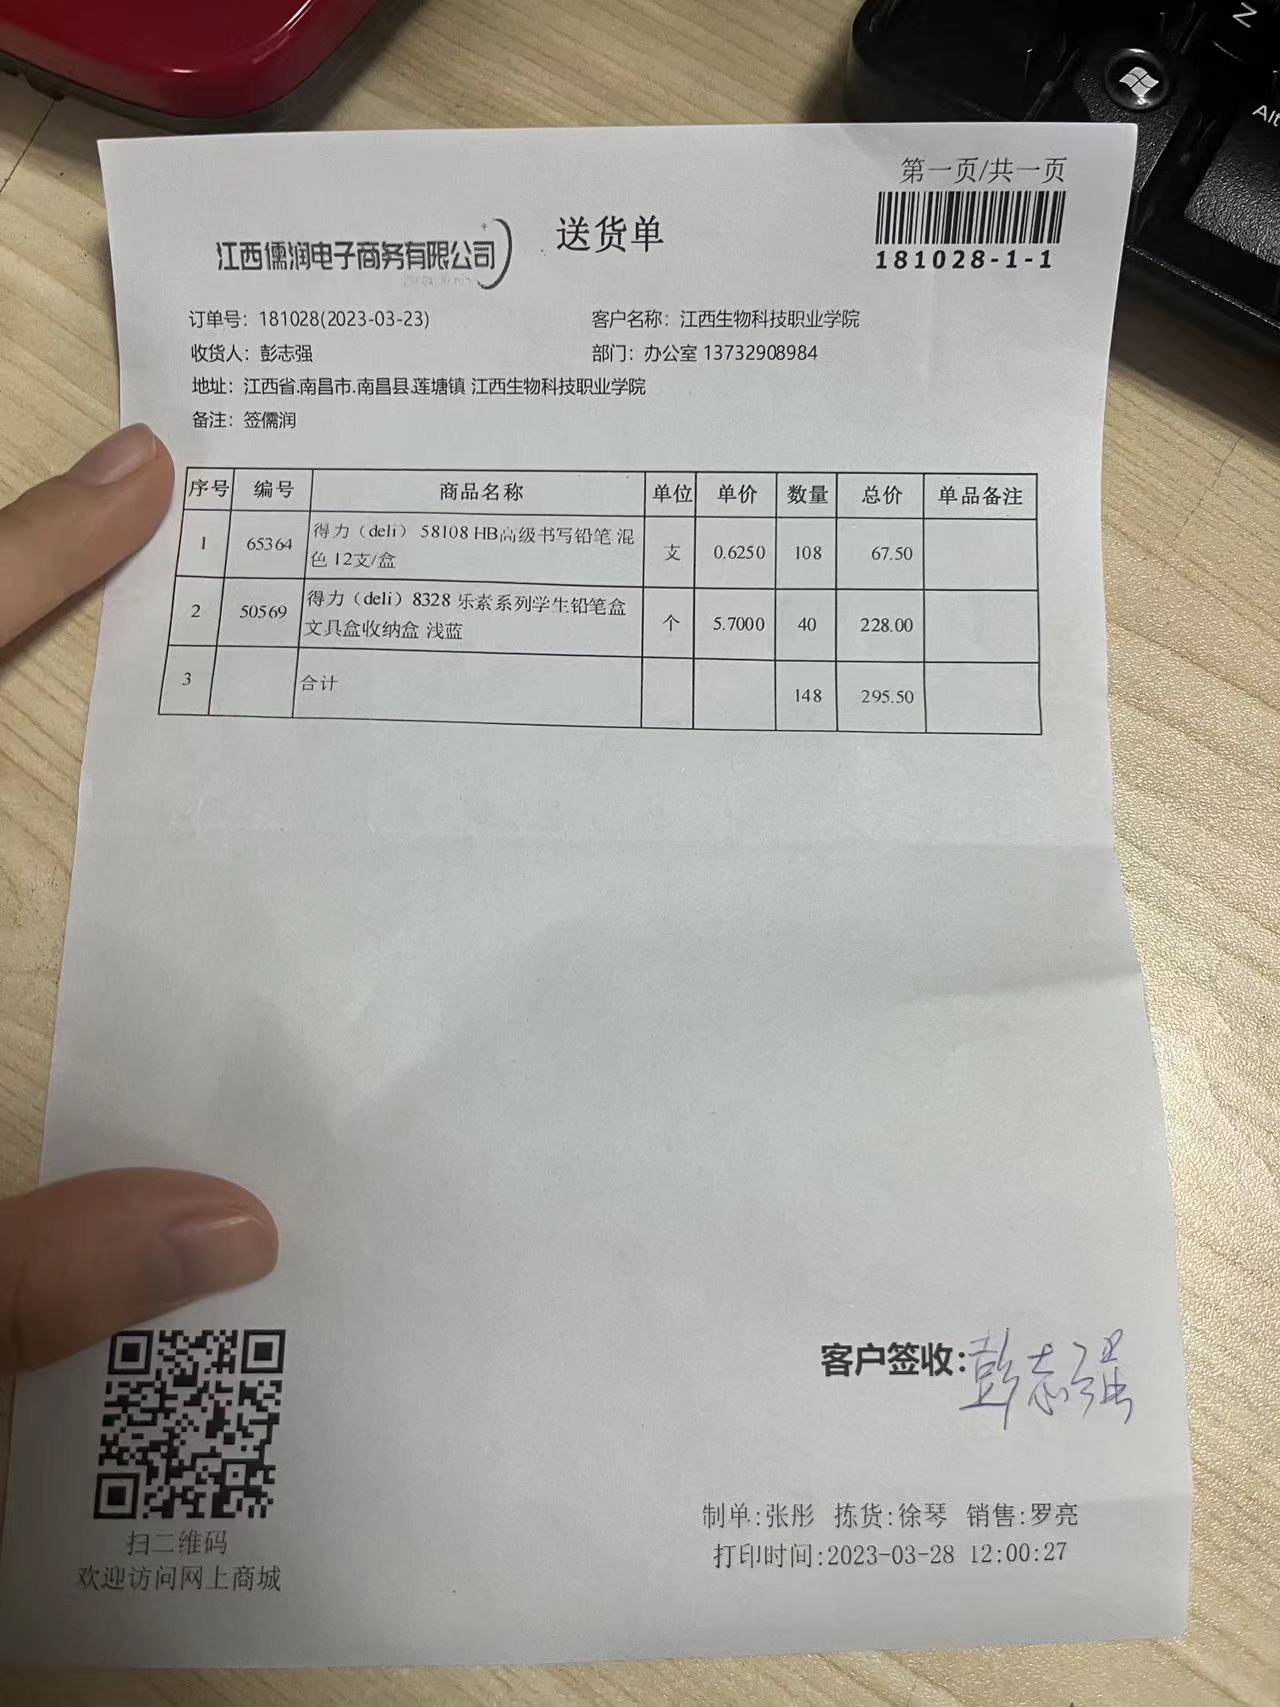 第一页/共一页
江西儒润电子商务有限公司
送货单
181028-1-1
订单号：181028(2023-03-23)
客户名称：江西生物科技职业学院
收货人：彭志强
部门：办公室 13732908984
地址：江西省.南昌市.南昌县.莲塘镇 江西生物科技职业学院
备注：签儒润
序号 编号 商品名称 单位 单价 数量 总价 单品备注
1 65364 得力（deli） 58108 HB高级书写铅笔 混
色 12支/盒 支 0.6250 108 67.50
2 50569 得力（deli）8328 乐素系列学生铅笔盒
文具盒收纳盒 浅蓝 个 5.7000 40 228.00
3 合计 148 295.50
客户签收:彭志强
扫二维码
欢迎访问网上商城
制单:张彤 拣货:徐琴 销售:罗亮
打印时间:2023-03-28 12:00:27
N
Alt